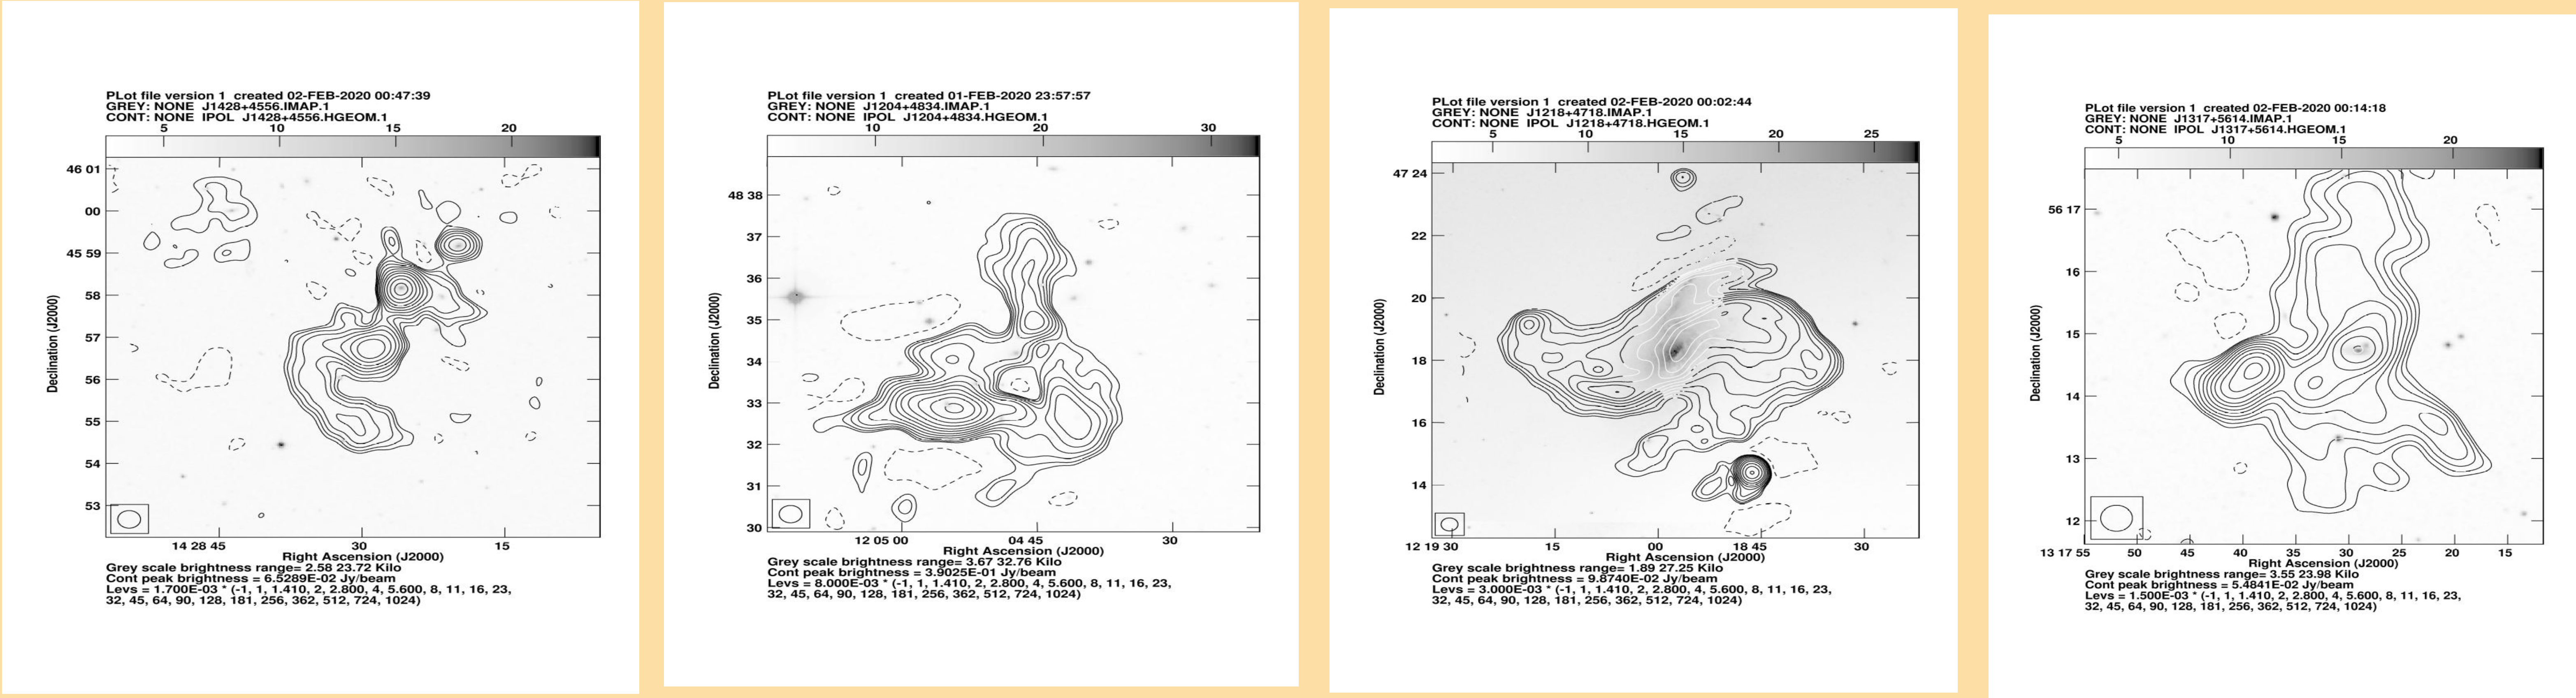 PLot file version 1 created 02-FEB-2020 00:47:39
GREY: NONE J1428+4556.IMAP.1
CONT: NONE IPOL J1428+4556.HGEOM.1
5 10 15 20
46 01
00
45 59
58
57
56
55
54
53
Declination (J2000)
14 28 45 30 15
Right Ascension (J2000)
Grey scale brightness range= 2.58 23.72 Kilo
Cont peak brightness = 6.5289E-02 Jy/beam
Levs = 1.700E-03 * (-1, 1, 1.410, 2, 2.800, 4, 5.600, 8, 11, 16, 23,
32, 45, 64, 90, 128, 181, 256, 362, 512, 724, 1024)
PLot file version 1 created 01-FEB-2020 23:57:57
GREY: NONE J1204+4834.IMAP.1
CONT: NONE IPOL J1204+4834.HGEOM.1
10 20 30
48 38
37
36
35
34
33
32
31
30
Declination (J2000)
12 05 00 04 45 30
Right Ascension (J2000)
Grey scale brightness range= 3.67 32.76 Kilo
Cont peak brightness = 3.9025E-01 Jy/beam
Levs = 8.000E-03 * (-1, 1, 1.410, 2, 2.800, 4, 5.600, 8, 11, 16, 23,
32, 45, 64, 90, 128, 181, 256, 362, 512, 724, 1024)
PLot file version 1 created 02-FEB-2020 00:02:44
GREY: NONE J1218+4718.IMAP.1
CONT: NONE IPOL J1218+4718.HGEOM.1
5 10 15 20 25
47 24
22
20
18
16
14
Declination (J2000)
12 19 30 15 00 18 45 30
Right Ascension (J2000)
Grey scale brightness range= 1.89 27.25 Kilo
Cont peak brightness = 9.8740E-02 Jy/beam
Levs = 3.000E-03 * (-1, 1, 1.410, 2, 2.800, 4, 5.600, 8, 11, 16, 23,
32, 45, 64, 90, 128, 181, 256, 362, 512, 724, 1024)
PLot file version 1 created 02-FEB-2020 00:14:18
GREY: NONE J1317+5614.IMAP.1
CONT: NONE IPOL J1317+5614.HGEOM.1
5 10 15 20
56 17
16
15
14
13
12
Declination (J2000)
13 17 55 50 45 40 35 30 25 20 15
Right Ascension (J2000)
Grey scale brightness range= 3.55 23.98 Kilo
Cont peak brightness = 5.4841E-02 Jy/beam
Levs = 1.500E-03 * (-1, 1, 1.410, 2, 2.800, 4, 5.600, 8, 11, 16, 23,
32, 45, 64, 90, 128, 181, 256, 362, 512, 724, 1024)